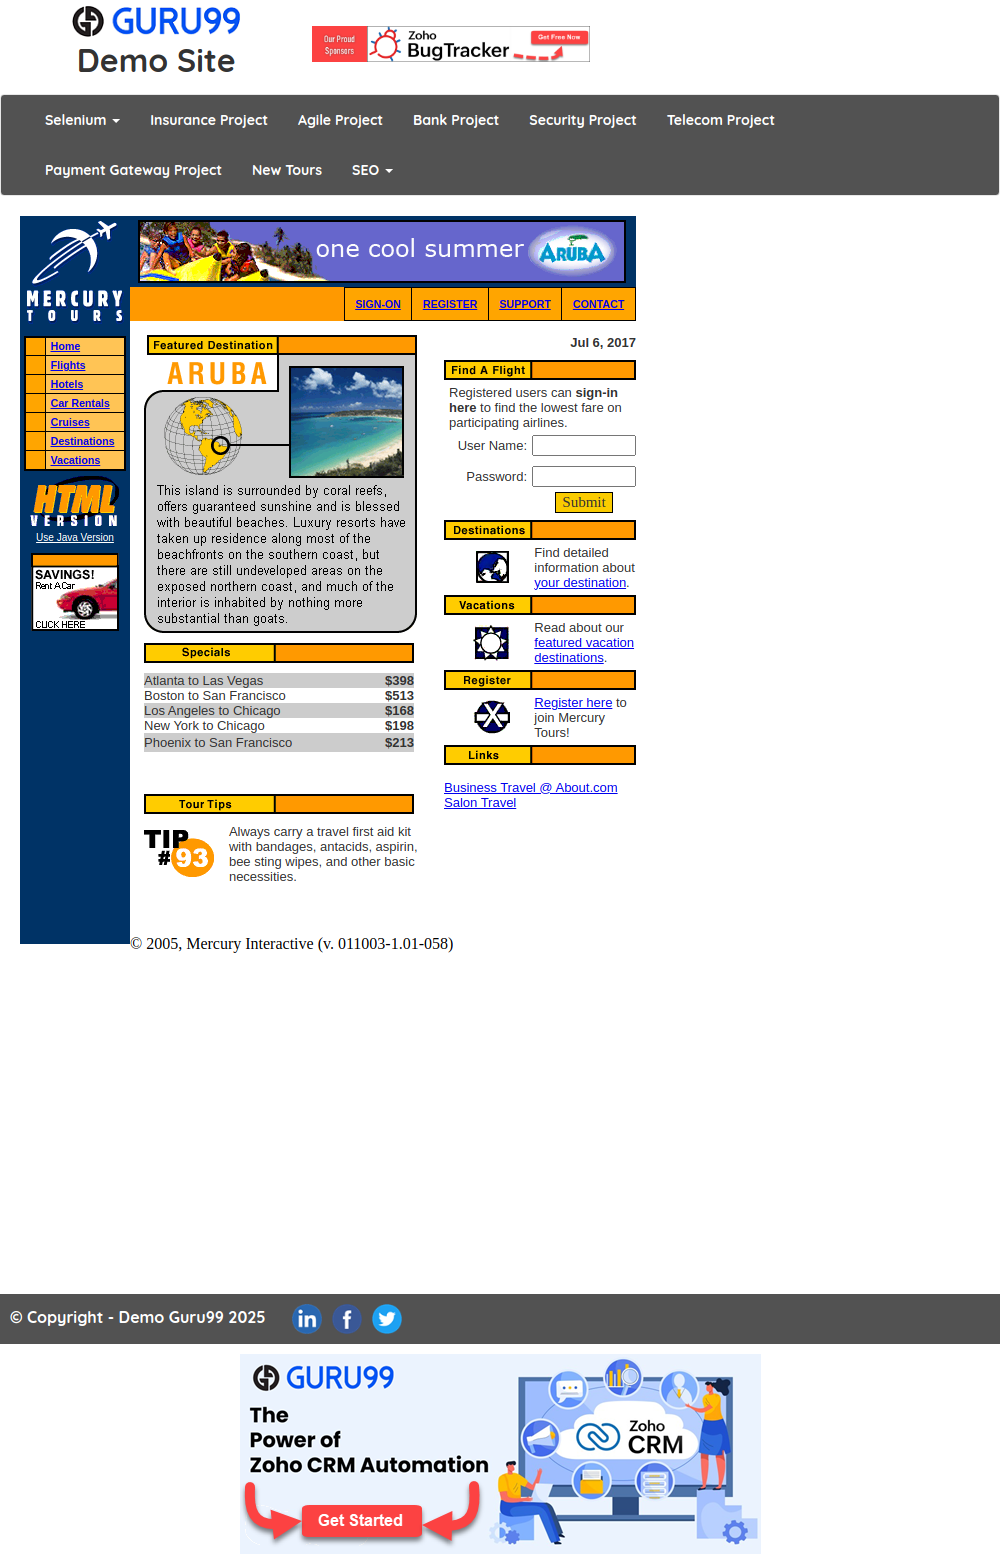 GURU99
Demo Site
Our Proud
Sponsors
Zoho
BugTracker
Get Free Now
Selenium
Insurance Project
Agile Project
Bank Project
Security Project
Telecom Project
Payment Gateway Project
New Tours
SEO
MERCURY
TOURS
one cool summer
ARUBA
SIGN-ON
REGISTER
SUPPORT
CONTACT
Home
Flights
Hotels
Car Rentals
Cruises
Destinations
Vacations
HTML
VERSION
Use Java Version
SAVINGS!
Rent A Car
CLICK HERE
Featured Destination
ARUBA
This island is surrounded by coral reefs,
offers guaranteed sunshine and is blessed
with beautiful beaches. Luxury resorts have
taken up residence along most of the
beachfronts on the southern coast, but
there are still undeveloped areas on the
exposed northern coast, and much of the
interior is inhabited by nothing more
substantial than goats.
Specials
Atlanta to Las Vegas $398
Boston to San Francisco $513
Los Angeles to Chicago $168
New York to Chicago $198
Phoenix to San Francisco $213
Tour Tips
TIP
#93
Always carry a travel first aid kit
with bandages, antacids, aspirin,
bee sting wipes, and other basic
necessities.
Jul 6, 2017
Find A Flight
Registered users can sign-in
here to find the lowest fare on
participating airlines.
User Name:
Password:
Submit
Destinations
Find detailed
information about
your destination.
Vacations
Read about our
featured vacation
destinations.
Register
Register here to
join Mercury
Tours!
Links
Business Travel @ About.com
Salon Travel
© 2005, Mercury Interactive (v. 011003-1.01-058)
© Copyright - Demo Guru99 2025
in
f
GURU99
The
Power of
Zoho CRM Automation
Get Started
Zoho
CRM